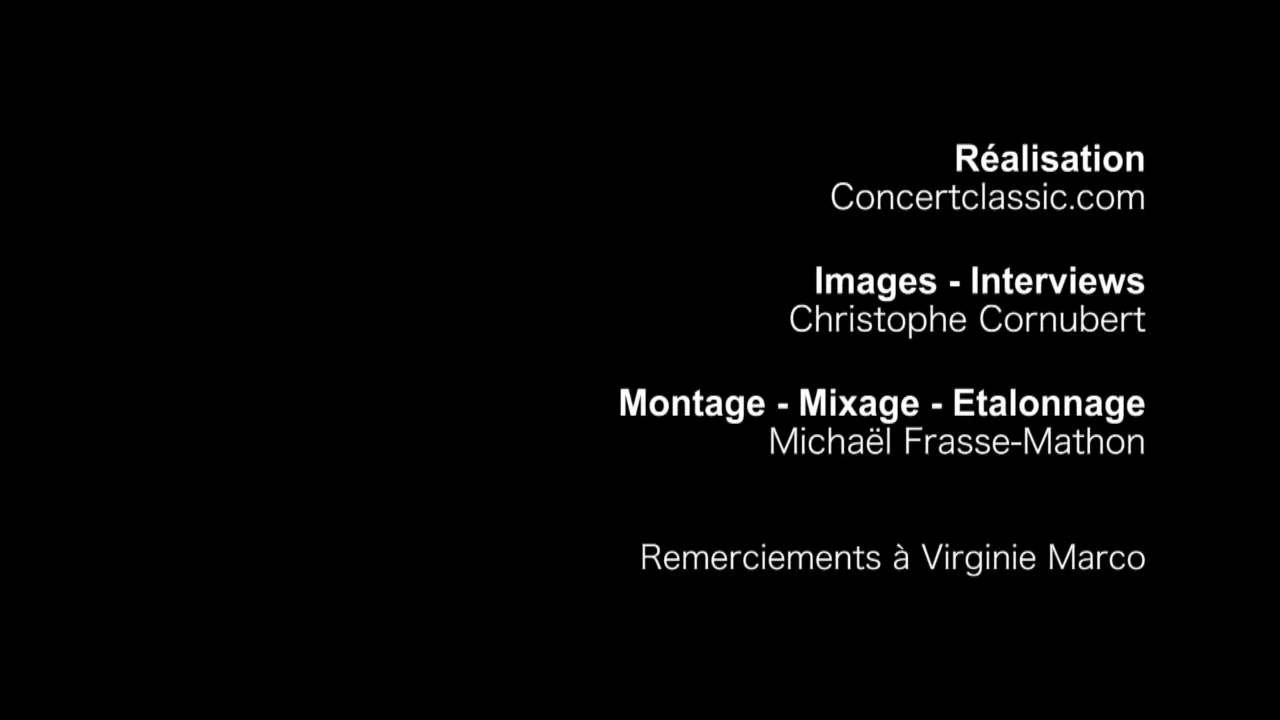 Réalisation
Concertclassic.com
Images - Interviews
Christophe Cornubert
Montage - Mixage - Etalonnage
Michaël Frasse-Mathon
Remerciements à Virginie Marco